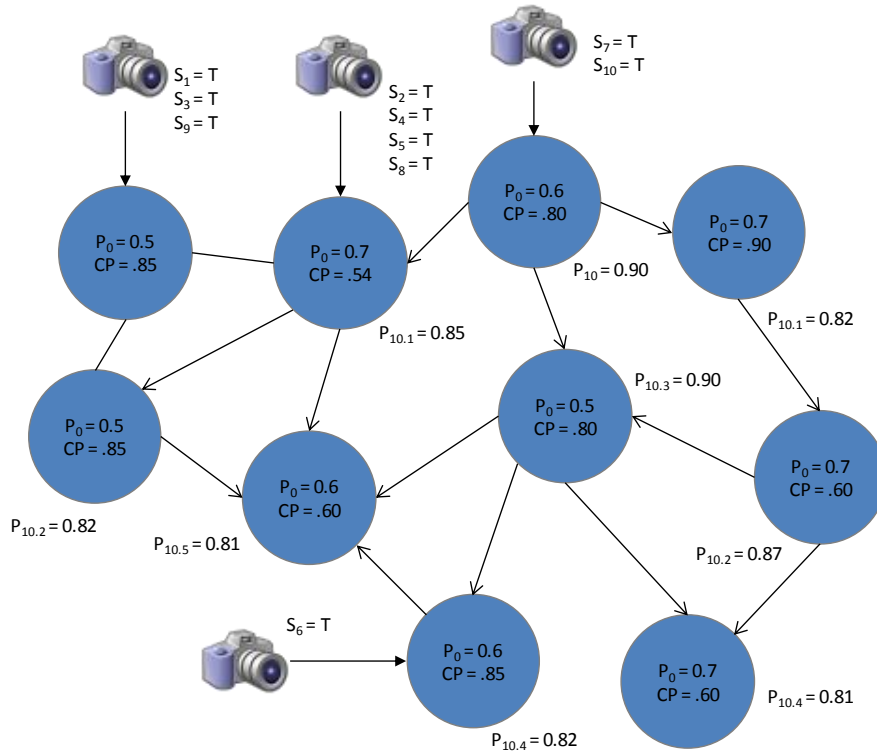 S1 = T
S3 = T
S9 = T
S2 = T
S4 = T
S5 = T
S8 = T
S7 = T
S10 = T
P0 = 0.5
CP = .85
P0 = 0.7
CP = .54
P0 = 0.6
CP = .80
P0 = 0.7
CP = .90
P10 = 0.90
P10.1 = 0.85
P10.1 = 0.82
P10.3 = 0.90
P0 = 0.5
CP = .85
P0 = 0.6
CP = .60
P0 = 0.5
CP = .80
P0 = 0.7
CP = .60
P10.2 = 0.82
P10.5 = 0.81
P10.2 = 0.87
S6 = T
P0 = 0.6
CP = .85
P0 = 0.7
CP = .60
P10.4 = 0.82
P10.4 = 0.81